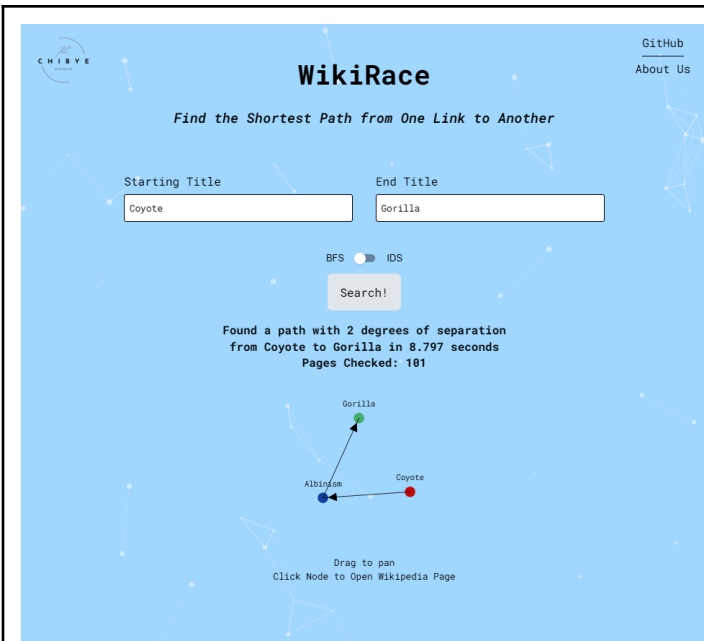 CHIBYE
GitHub
About Us
WikiRace
Find the Shortest Path from One Link to Another
Starting Title
End Title
Coyote
Gorilla
BFS IDS
Search!
Found a path with 2 degrees of separation
from Coyote to Gorilla in 8.797 seconds
Pages Checked: 101
Gorilla
Albinism
Coyote
Drag to pan
Click Node to Open Wikipedia Page